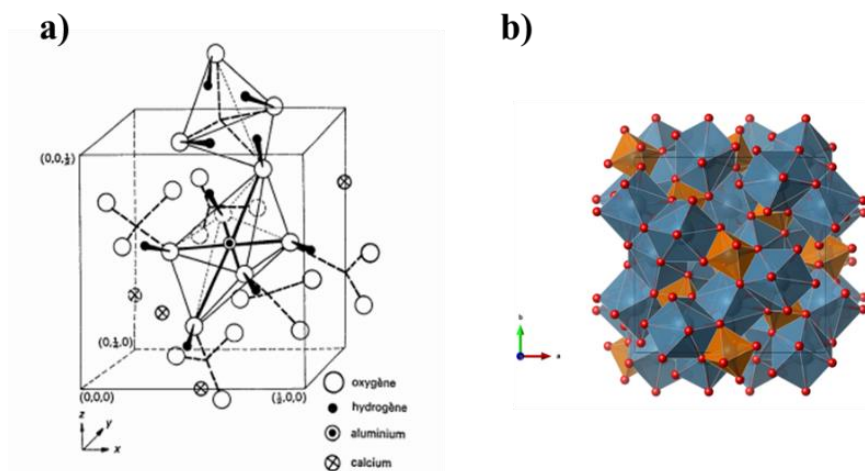 a)
b)
(0,0,½)
(0,½,0)
(0,0,0)
(½,0,0)
z
y
x
oxygène
hydrogène
aluminium
calcium
b
a